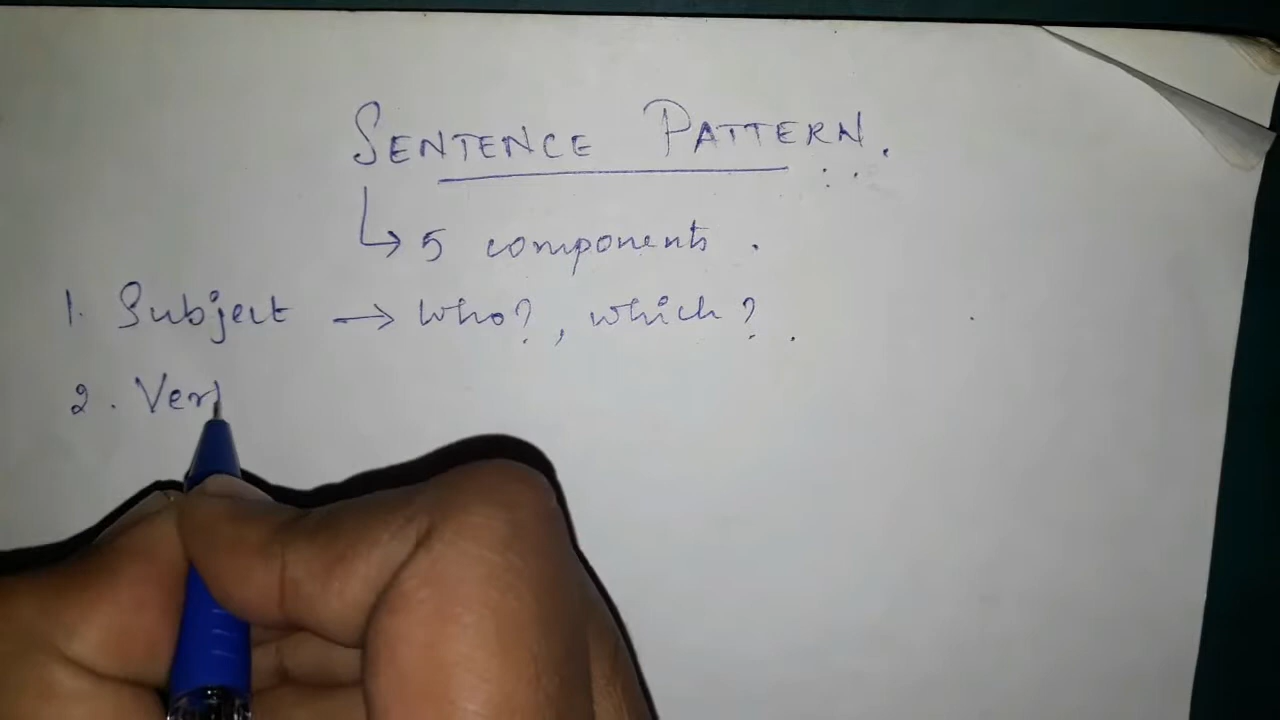 SENTENCE PATTERN.
↳ 5 components.
1. Subject → Who?, which?.
2. Ver